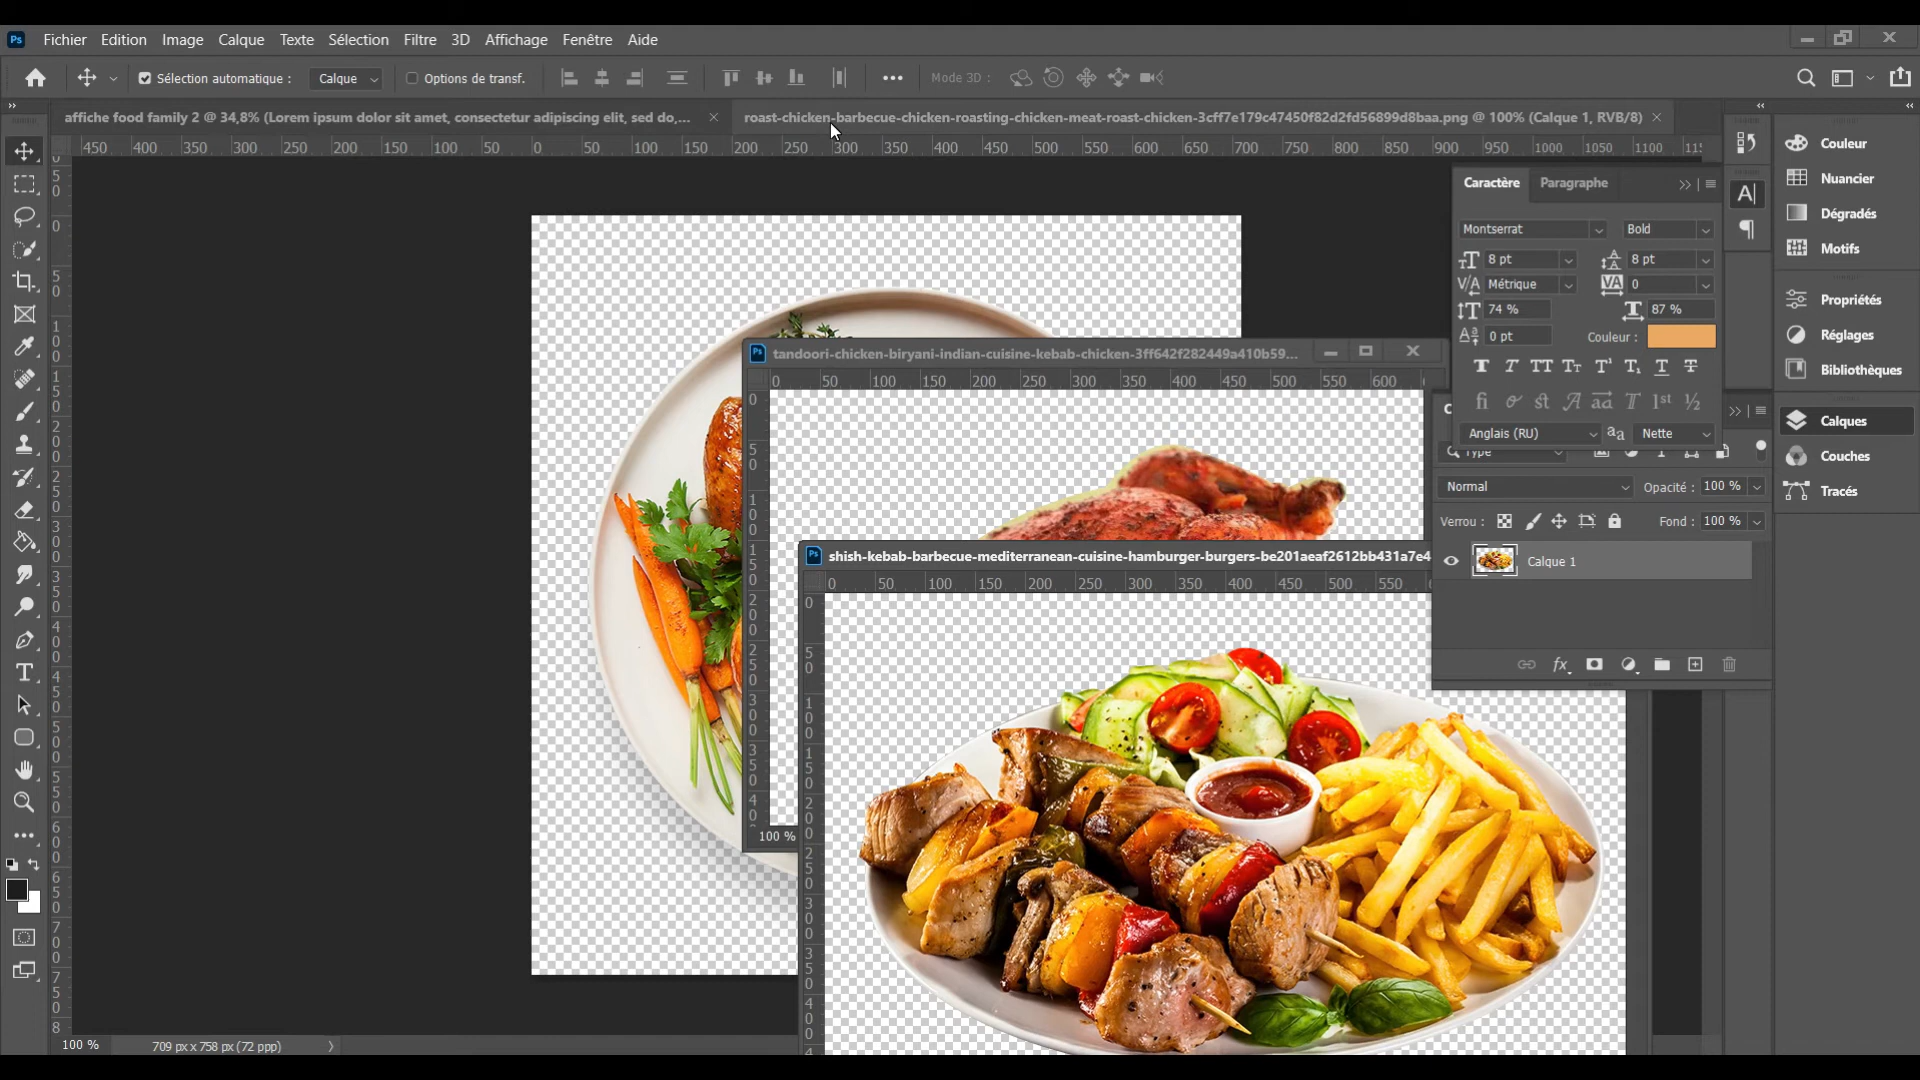 Ps Fichier Edition Image Calque Texte Sélection Filtre 3D Affichage Fenêtre Aide
Sélection automatique : Calque Options de transf. Mode 3D :
affiche food family 2 @ 34,8% (Lorem ipsum dolor sit amet, consectetur adipiscing elit, sed do,...
roast-chicken-barbecue-chicken-roasting-chicken-meat-roast-chicken-3cff7e179c47450f82d2fd56899d8baa.png @ 100% (Calque 1, RVB/8)
450 400 350 300 250 200 150 100 50 0 50 100 150 200 250 300 350 400 450 500 550 600 650 700 750 800 850 900 950 1000 1050 1100
Couleur
Nuancier
Dégradés
Motifs
Propriétés
Réglages
Bibliothèques
Calques
Couches
Tracés
Caractère Paragraphe
Montserrat Bold
8 pt 8 pt
Métrique 0
74 % 87 %
0 pt Couleur :
Anglais (RU) Nette
Type
Normal Opacité : 100 %
Verrou : Fond : 100 %
Calque 1
tandoori-chicken-biryani-indian-cuisine-kebab-chicken-3ff642f282449a410b59...
0 50 100 150 200 250 300 350 400 450 500 550 600
100 %
shish-kebab-barbecue-mediterranean-cuisine-hamburger-burgers-be201aeaf2612bb431a7e4
0 50 100 150 200 250 300 350 400 450 500 550
100 % 709 px x 758 px (72 ppp)